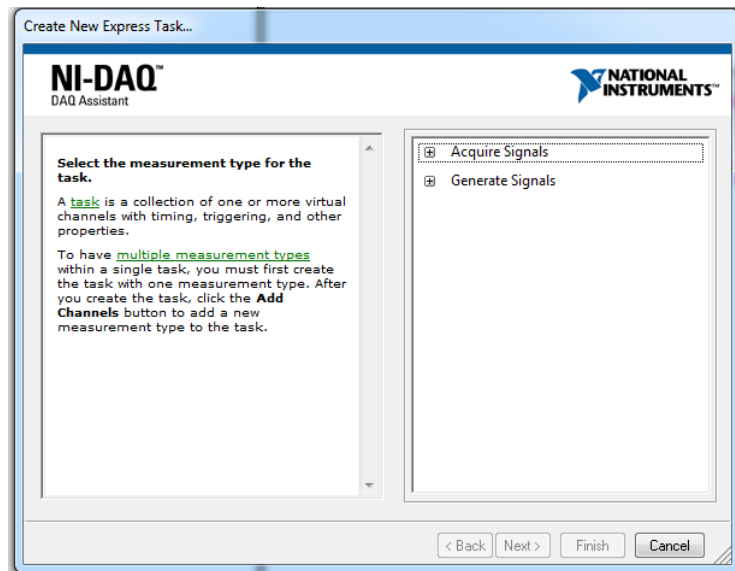 Create New Express Task...
NI-DAQ™
DAQ Assistant
NATIONAL
INSTRUMENTS™
Select the measurement type for the
task.
A task is a collection of one or more virtual
channels with timing, triggering, and other
properties.
To have multiple measurement types
within a single task, you must first create
the task with one measurement type. After
you create the task, click the Add
Channels button to add a new
measurement type to the task.
Acquire Signals
Generate Signals
< Back
Next >
Finish
Cancel